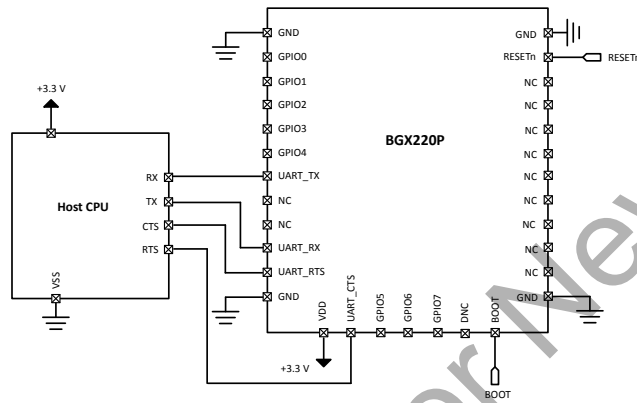 GND
GPIO0
GPIO1
GPIO2
GPIO3
GPIO4
UART_TX
NC
NC
UART_RX
UART_RTS
GND
BGX220P
GND
RESETn
NC
NC
NC
NC
NC
NC
NC
NC
NC
GND
RESETn
+3.3 V
Host CPU
RX
TX
CTS
RTS
VSS
VDD
UART_CTS
GPIO5
GPIO6
GPIO7
DNC
BOOT
+3.3 V
BOOT
er New